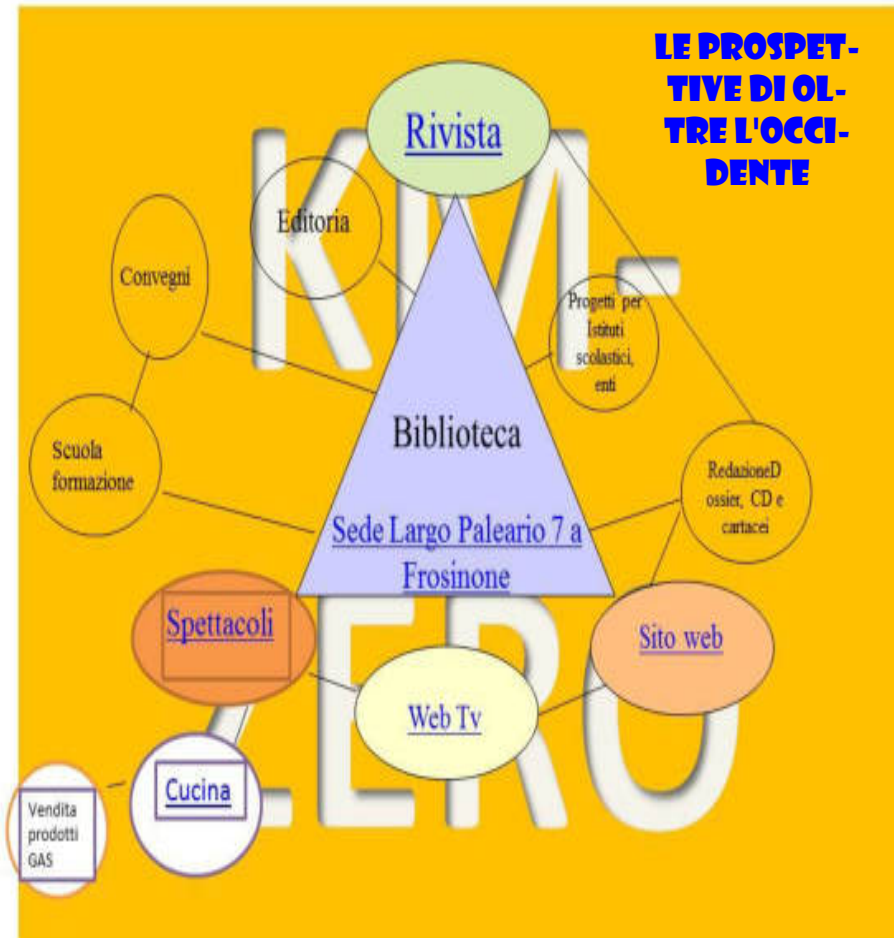 LE PROSPET-
TIVE DI OL-
TRE L'OCCI-
DENTE
KM-
ZERO
Rivista
Editoria
Convegni
Progetti per
Istituti
scolastici,
enti
Biblioteca
Scuola
formazione
RedazioneD
ossier, CD e
cartacei
Sede Largo Paleario 7 a
Frosinone
Spettacoli
Sito web
Web Tv
Cucina
Vendita
prodotti
GAS